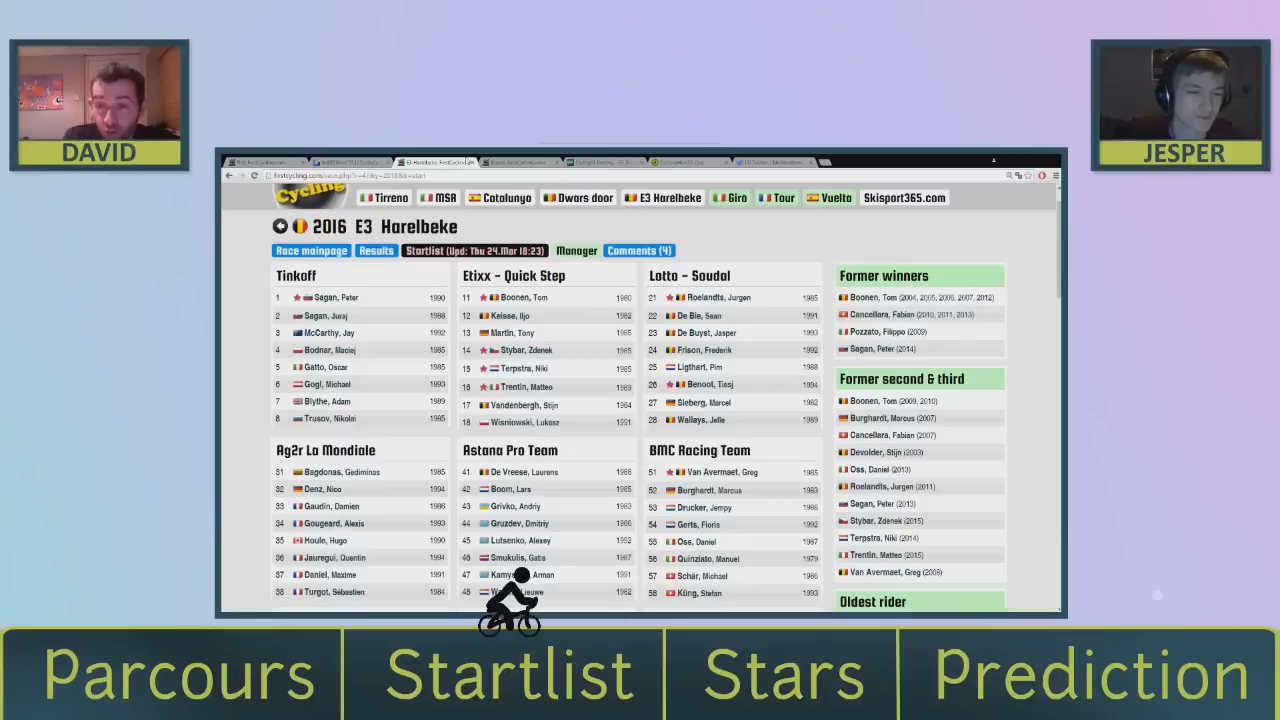 DAVID
JESPER
E3 Harelbeke, FirstCycling.com
firstcycling.com/race.php?r=47&y=2016&k=start
Cycling
Tirreno
MSR
Catalunya
Dwars door
E3 Harelbeke
Giro
Tour
Vuelta
Skisport365.com
2016 E3 Harelbeke
Race mainpage
Results
Startlist (Upd: Thu 24.Mar 18:23)
Manager
Comments (4)
Tinkoff
1 Sagan, Peter 1990
2 Sagan, Juraj 1988
3 McCarthy, Jay 1992
4 Bodnar, Maciej 1985
5 Gatto, Oscar 1985
6 Gogl, Michael 1993
7 Blythe, Adam 1989
8 Trusov, Nikolai 1985
Etixx - Quick Step
11 Boonen, Tom 1980
12 Keisse, Iljo 1982
13 Martin, Tony 1985
14 Stybar, Zdenek 1985
15 Terpstra, Niki
16 Trentin, Matteo 1989
17 Vandenbergh, Stijn 1984
18 Wisniowski, Lukasz 1991
Lotto - Soudal
21 Roelandts, Jurgen 1985
22 De Bie, Sean 1991
23 De Buyst, Jasper 1993
24 Frison, Frederik 1992
25 Ligthart, Pim 1988
26 Benoot, Tiesj 1994
27 Sieberg, Marcel 1982
28 Wallays, Jelle 1989
Ag2r La Mondiale
31 Bagdonas, Gediminas 1985
32 Denz, Nico 1994
33 Gaudin, Damien 1986
34 Gougeard, Alexis 1993
35 Houle, Hugo 1990
36 Jauregui, Quentin 1994
37 Daniel, Maxime 1991
38 Turgot, Sébastien 1984
Astana Pro Team
41 De Vreese, Laurens 1988
42 Boom, Lars 1985
43 Grivko, Andriy 1983
44 Gruzdev, Dmitriy 1986
45 Lutsenko, Alexey 1992
46 Smukulis, Gatis 1987
47 Arman 1991
48 1982
BMC Racing Team
51 Van Avermaet, Greg 1985
52 Burghardt, Marcus 1983
53 Drucker, Jempy 1986
54 Gerts, Floris 1992
55 Oss, Daniel 1987
56 Quinziato, Manuel 1979
57 Schär, Michael 1986
58 Küng, Stefan 1993
Former winners
Boonen, Tom (2004, 2005, 2006, 2007, 2012)
Cancellara, Fabian (2010, 2011, 2013)
Pozzato, Filippo (2009)
Sagan, Peter (2014)
Former second & third
Boonen, Tom (2009, 2010)
Burghardt, Marcus (2007)
Cancellara, Fabian (2007)
Devolder, Stijn (2003)
Oss, Daniel (2013)
Roelandts, Jurgen (2011)
Sagan, Peter (2013)
Stybar, Zdenek (2015)
Terpstra, Niki (2014)
Trentin, Matteo (2015)
Van Avermaet, Greg (2008)
Oldest rider
Parcours
Startlist
Stars
Prediction